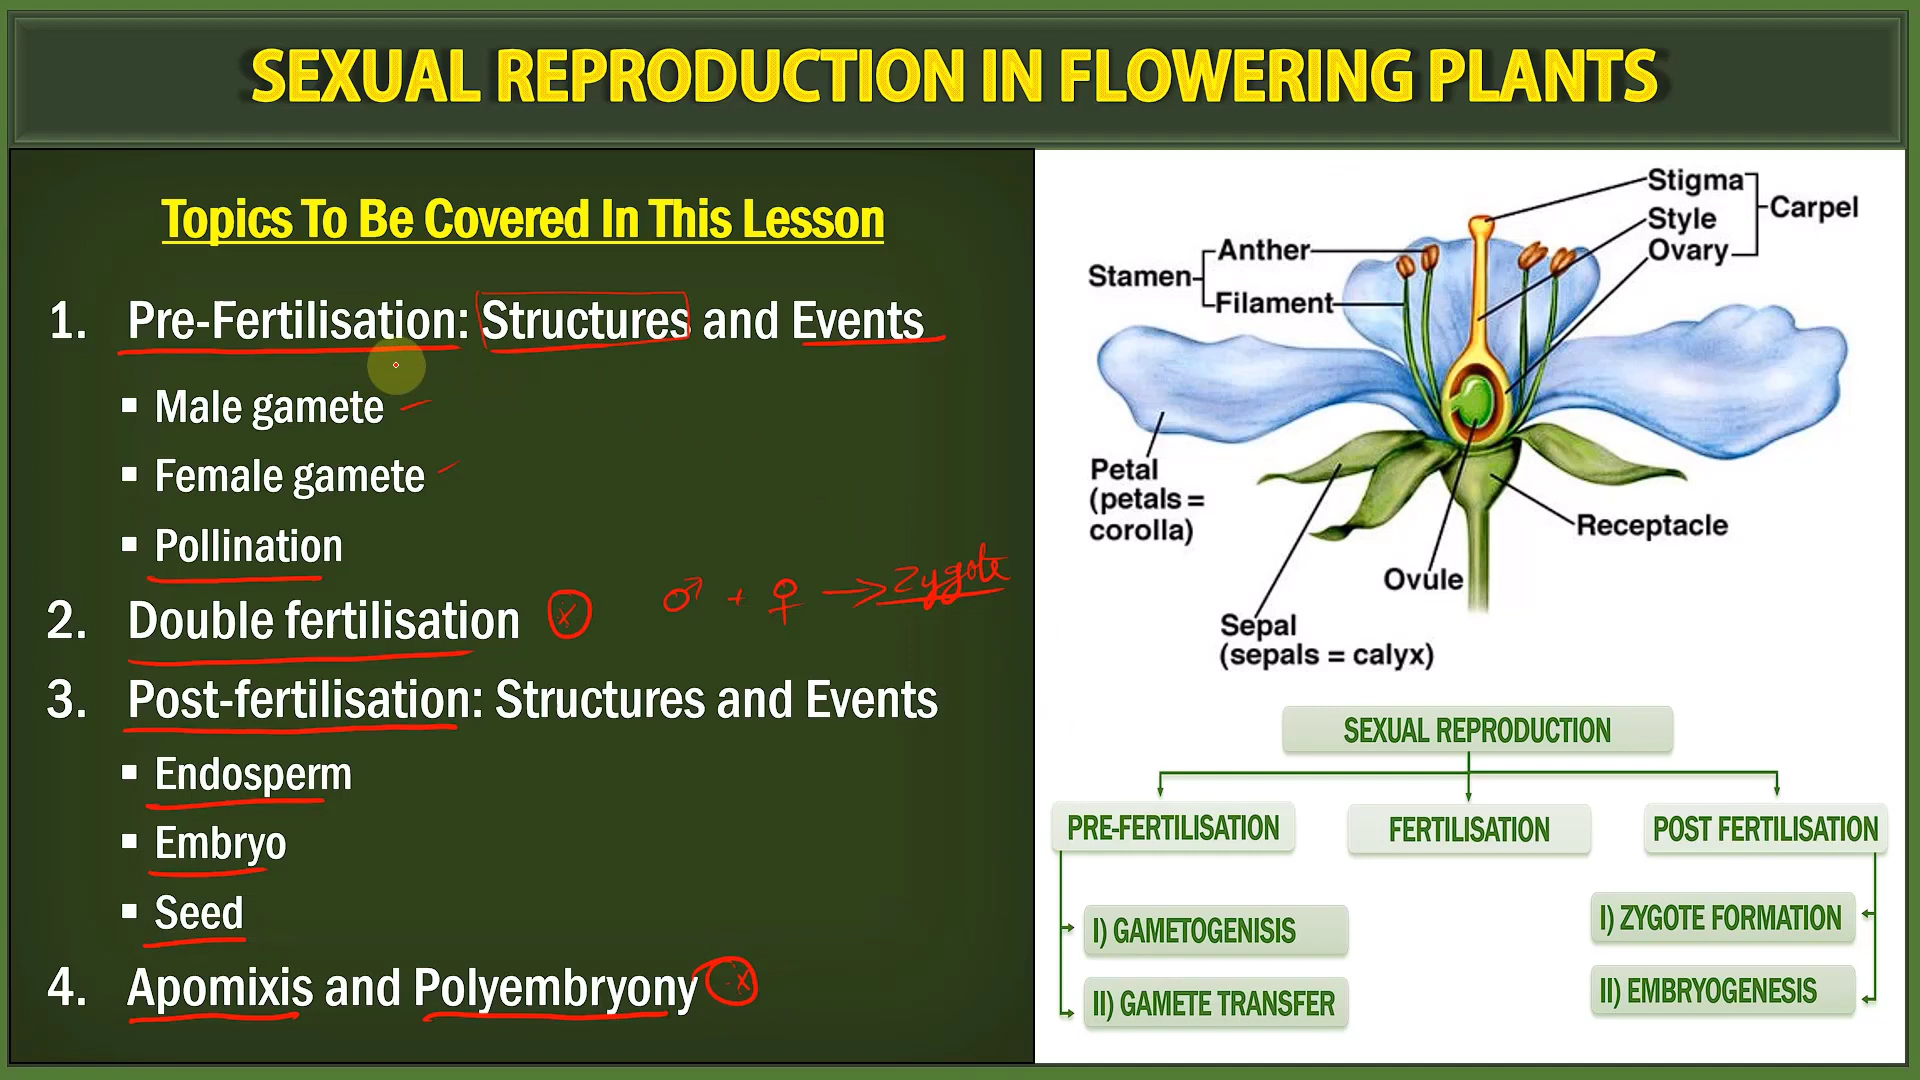 SEXUAL REPRODUCTION IN FLOWERING PLANTS
Topics To Be Covered In This Lesson
1. Pre-Fertilisation: Structures and Events
▪ Male gamete
▪ Female gamete
▪ Pollination
2. Double fertilisation
♂ + ♀ → Zygote
3. Post-fertilisation: Structures and Events
▪ Endosperm
▪ Embryo
▪ Seed
4. Apomixis and Polyembryony
Stigma
Style
Ovary
Carpel
Anther
Stamen
Filament
Petal
(petals =
corolla)
Receptacle
Ovule
Sepal
(sepals = calyx)
SEXUAL REPRODUCTION
PRE-FERTILISATION
FERTILISATION
POST FERTILISATION
I) GAMETOGENISIS
II) GAMETE TRANSFER
I) ZYGOTE FORMATION
II) EMBRYOGENESIS